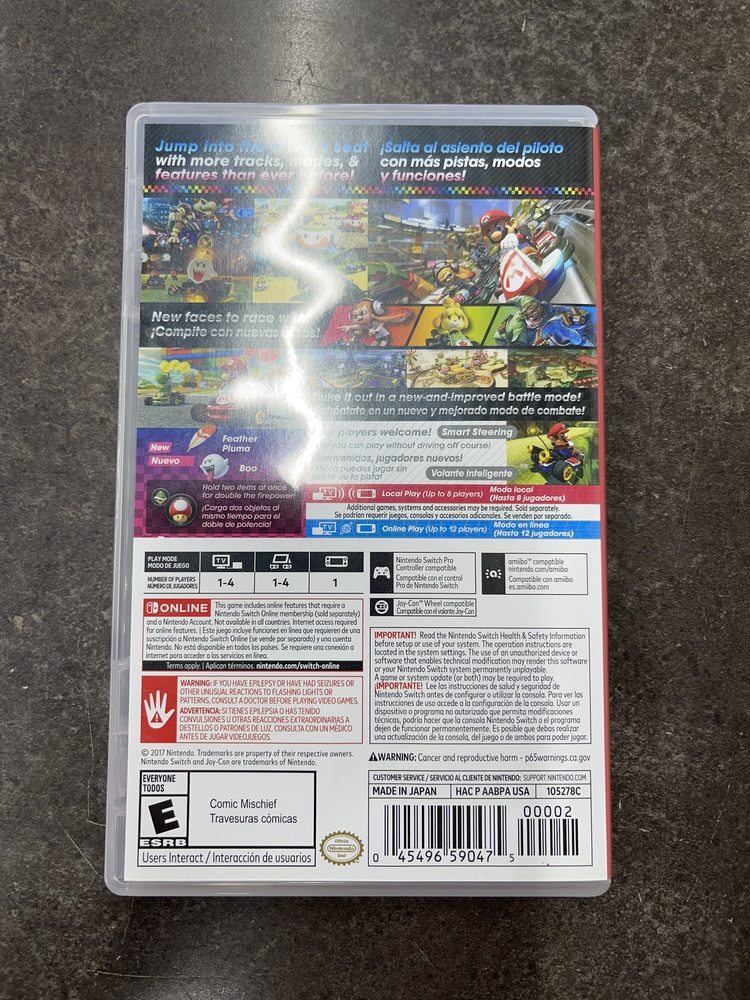 Jump into the seat
with more tracks, modes, &
features than ever before!
¡Salta al asiento del piloto
con más pistas, modos
y funciones!
New faces to race with
¡Compite con nuevas
Duke it out in a new-and-improved battle mode!
en un nuevo y mejorado modo de combate!
players welcome! Smart Steering
you can play without driving off course!
jugadores nuevos!
puedes jugar sin
de la pista! Volante inteligente
New
Nuevo
Feather
Pluma
Boo
Hold two items at once
for double the firepower!
¡Carga dos objetos al
mismo tiempo para el
doble de potencia!
TV Local Play (Up to 8 players) Modo local
(Hasta 8 jugadores)
Additional games, systems and accessories may be required. Sold separately.
Se podrían requerir juegos, consolas y accesorios adicionales. Se venden por separado.
TV Online Play (Up to 12 players) Modo en línea
(Hasta 12 jugadores)
PLAY MODE
MODO DE JUEGO
TV
NUMBER OF PLAYERS
NÚMERO DE JUGADORES
1-4 1-4 1
Nintendo Switch Pro
Controller compatible
Compatible con el control
Pro de Nintendo Switch
amiibo™ compatible
nintendo.com/amiibo
Compatible con amiibo
es.amiibo.com
Joy-Con™ Wheel compatible
Compatible con el volante Joy-Con
ONLINE
This game includes online features that require a
Nintendo Switch Online membership (sold separately)
and a Nintendo Account. Not available in all countries. Internet access required
for online features. | Este juego incluye funciones en línea que requieren de una
suscripción a Nintendo Switch Online (se vende por separado) y una cuenta
Nintendo. No está disponible en todos los países. Se requiere una conexión a
internet para acceder a los servicios en línea.
Terms apply. | Aplican términos. nintendo.com/switch-online
WARNING: IF YOU HAVE EPILEPSY OR HAVE HAD SEIZURES OR
OTHER UNUSUAL REACTIONS TO FLASHING LIGHTS OR
PATTERNS, CONSULT A DOCTOR BEFORE PLAYING VIDEO GAMES.
ADVERTENCIA: SI TIENES EPILEPSIA O HAS TENIDO
CONVULSIONES U OTRAS REACCIONES EXTRAORDINARIAS A
DESTELLOS O PATRONES DE LUZ, CONSULTA CON UN MÉDICO
ANTES DE JUGAR VIDEOJUEGOS.
IMPORTANT! Read the Nintendo Switch Health & Safety Information
before setup or use of your system. The operation instructions are
located in the system settings. The use of an unauthorized device or
software that enables technical modification may render this software
or your Nintendo Switch system permanently unplayable.
A game or system update (or both) may be required to play.
¡IMPORTANTE! Lee las instrucciones de salud y seguridad de
Nintendo Switch antes de configurar o utilizar la consola. Para ver las
instrucciones de uso accede a la configuración de la consola. Usar un
dispositivo o programa no autorizado que permita modificaciones
técnicas, podría hacer que la consola Nintendo Switch o el programa
dejen de funcionar permanentemente. Es posible que debas realizar
una actualización de la consola, del juego o de ambas para poder jugar.
© 2017 Nintendo. Trademarks are property of their respective owners.
Nintendo Switch and Joy-Con are trademarks of Nintendo.
WARNING: Cancer and reproductive harm – p65warnings.ca.gov
EVERYONE
TODOS
E
ESRB
Comic Mischief
Travesuras cómicas
Users Interact / Interacción de usuarios
Official
Nintendo
Seal
CUSTOMER SERVICE / SERVICIO AL CLIENTE DE NINTENDO: SUPPORT.NINTENDO.COM
MADE IN JAPAN HAC P AABPA USA 105278C
00002
0 45496 59047 5